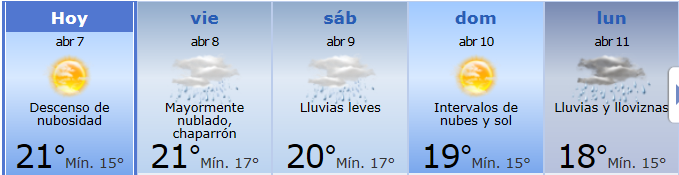 Hoy
abr 7
Descenso de
nubosidad
21° Mín. 15°
vie
abr 8
Mayormente
nublado,
chaparrón
21° Mín. 17°
sáb
abr 9
Lluvias leves
20° Mín. 17°
dom
abr 10
Intervalos de
nubes y sol
19° Mín. 15°
lun
abr 11
Lluvias y lloviznas
18° Mín. 15°